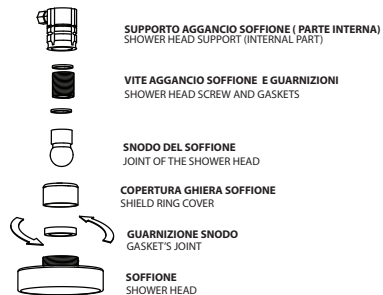 SUPPORTO AGGANCIO SOFFIONE ( PARTE INTERNA)
SHOWER HEAD SUPPORT (INTERNAL PART)
VITE AGGANCIO SOFFIONE E GUARNIZIONI
SHOWER HEAD SCREW AND GASKETS
SNODO DEL SOFFIONE
JOINT OF THE SHOWER HEAD
COPERTURA GHIERA SOFFIONE
SHIELD RING COVER
GUARNIZIONE SNODO
GASKET'S JOINT
SOFFIONE
SHOWER HEAD